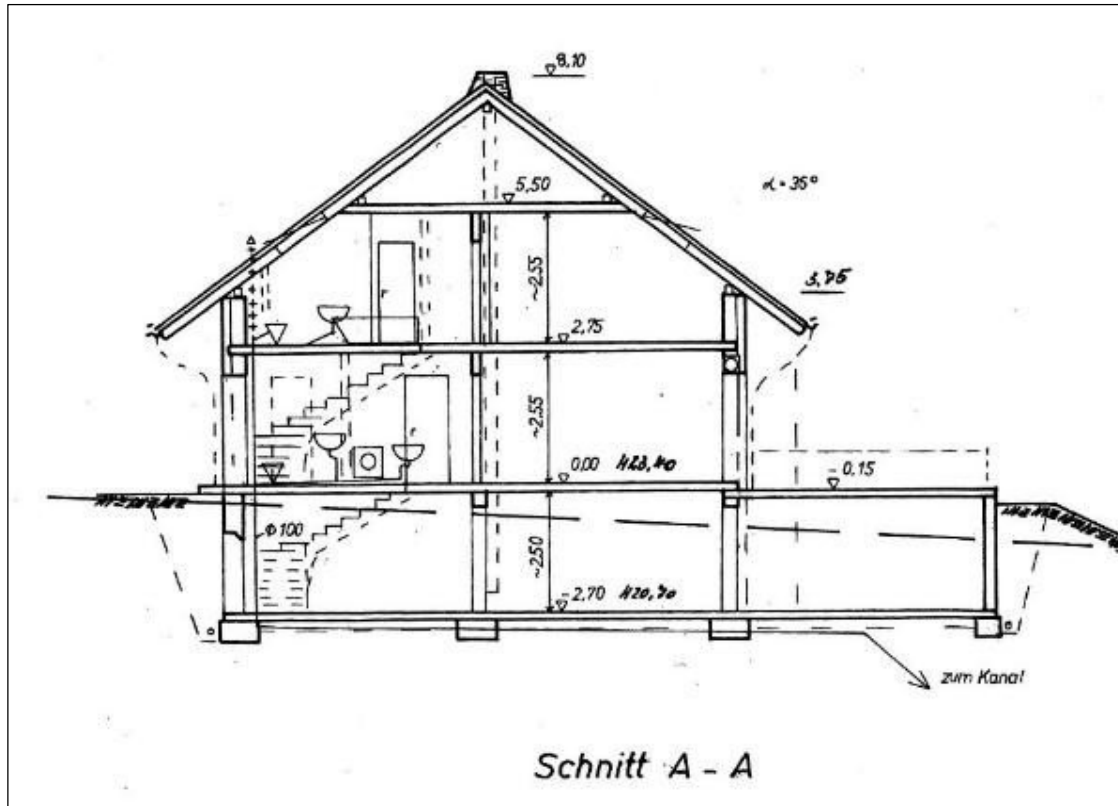 8,10
5,50
α = 35°
~2.55
3,75
2,75
~2.55
0,00 423,40
- 0,15
Φ 100
~2.50
- 2,70 420,70
zum Kanal
Schnitt A - A